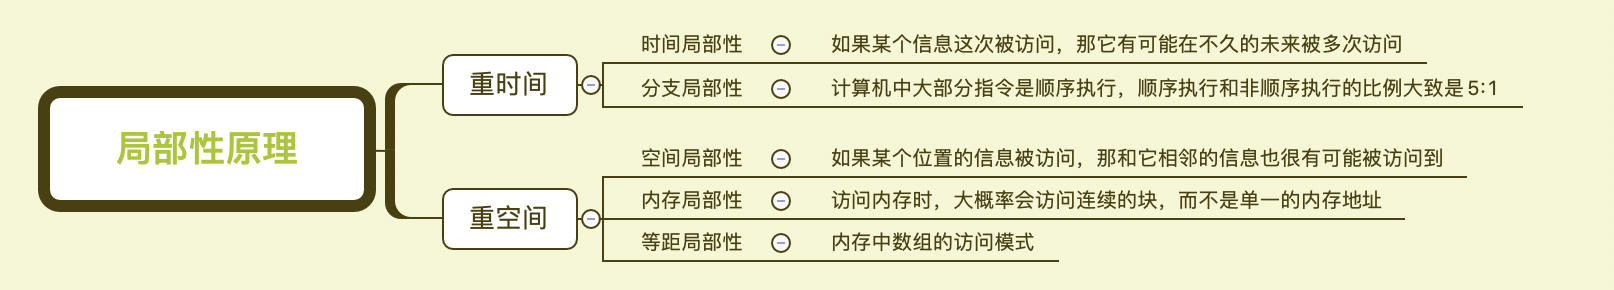 局部性原理
重时间
时间局部性 如果某个信息这次被访问，那它有可能在不久的未来被多次访问
分支局部性 计算机中大部分指令是顺序执行，顺序执行和非顺序执行的比例大致是5:1
重空间
空间局部性 如果某个位置的信息被访问，那和它相邻的信息也很有可能被访问到
内存局部性 访问内存时，大概率会访问连续的块，而不是单一的内存地址
等距局部性 内存中数组的访问模式